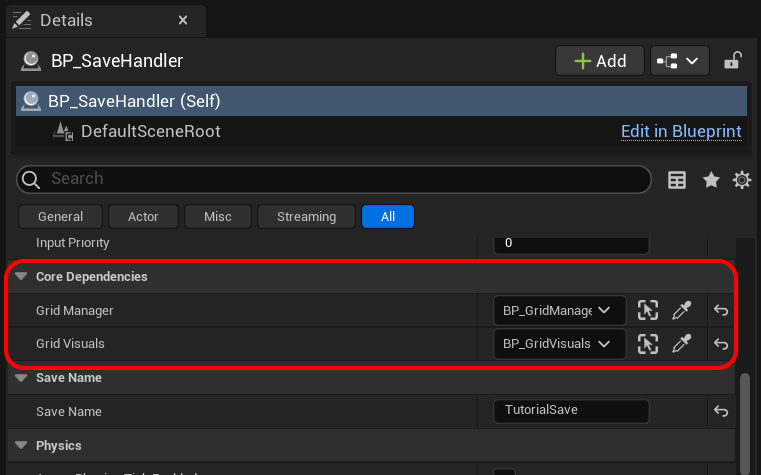 Details ×
BP_SaveHandler
Add
BP_SaveHandler (Self)
DefaultSceneRoot Edit in Blueprint
Search
General Actor Misc Streaming All
Input Priority 0
Core Dependencies
Grid Manager BP_GridManage
Grid Visuals BP_GridVisuals
Save Name
Save Name TutorialSave
Physics